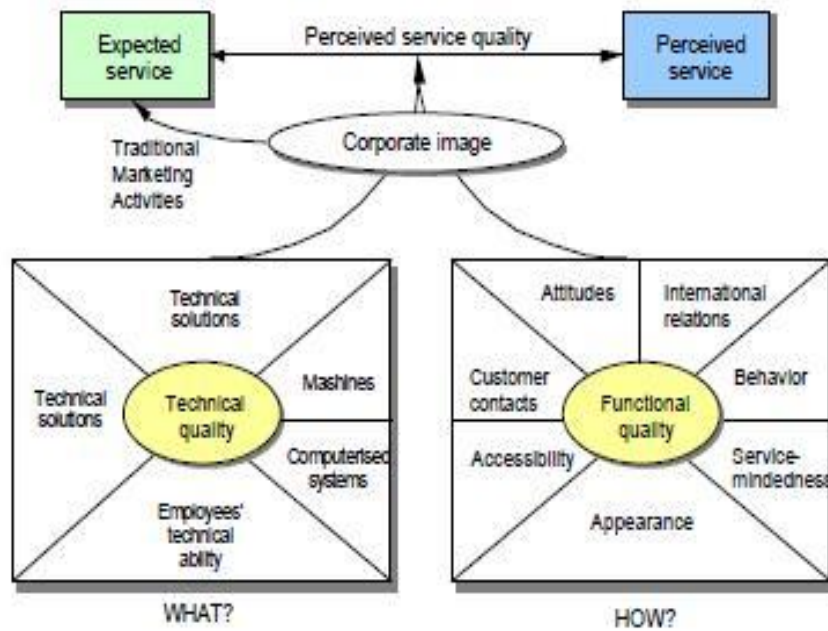 Expected
service
Perceived service quality
Perceived
service
Corporate image
Traditional
Marketing
Activities
Technical
solutions
Technical
solutions
Technical
quality
Mashines
Computerised
systems
Employees'
technical
ability
WHAT?
Attitudes
International
relations
Customer
contacts
Functional
quality
Behavior
Accessibility
Service-
mindedness
Appearance
HOW?